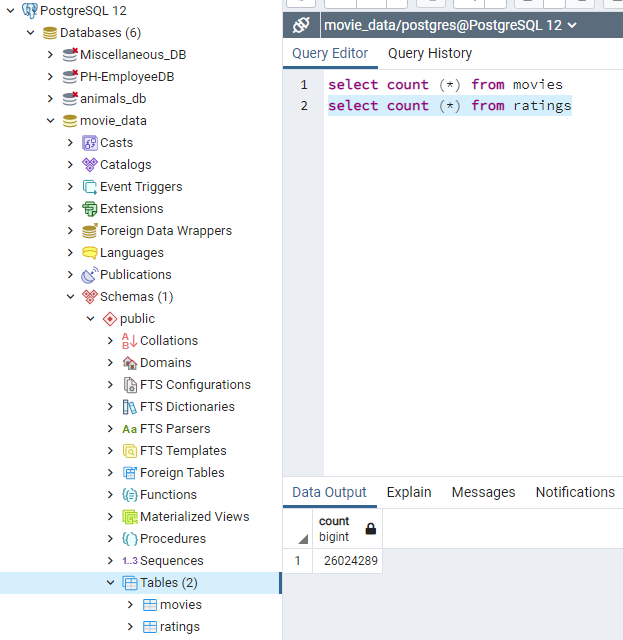 PostgreSQL 12
Databases (6)
Miscellaneous_DB
PH-EmployeeDB
animals_db
movie_data
Casts
Catalogs
Event Triggers
Extensions
Foreign Data Wrappers
Languages
Publications
Schemas (1)
public
Collations
Domains
FTS Configurations
FTS Dictionaries
Aa FTS Parsers
FTS Templates
Foreign Tables
Functions
Materialized Views
Procedures
1..3 Sequences
Tables (2)
movies
ratings
movie_data/postgres@PostgreSQL 12
Query Editor Query History
1 select count (*) from movies
2 select count (*) from ratings
Data Output Explain Messages Notifications
count
bigint
1 26024289